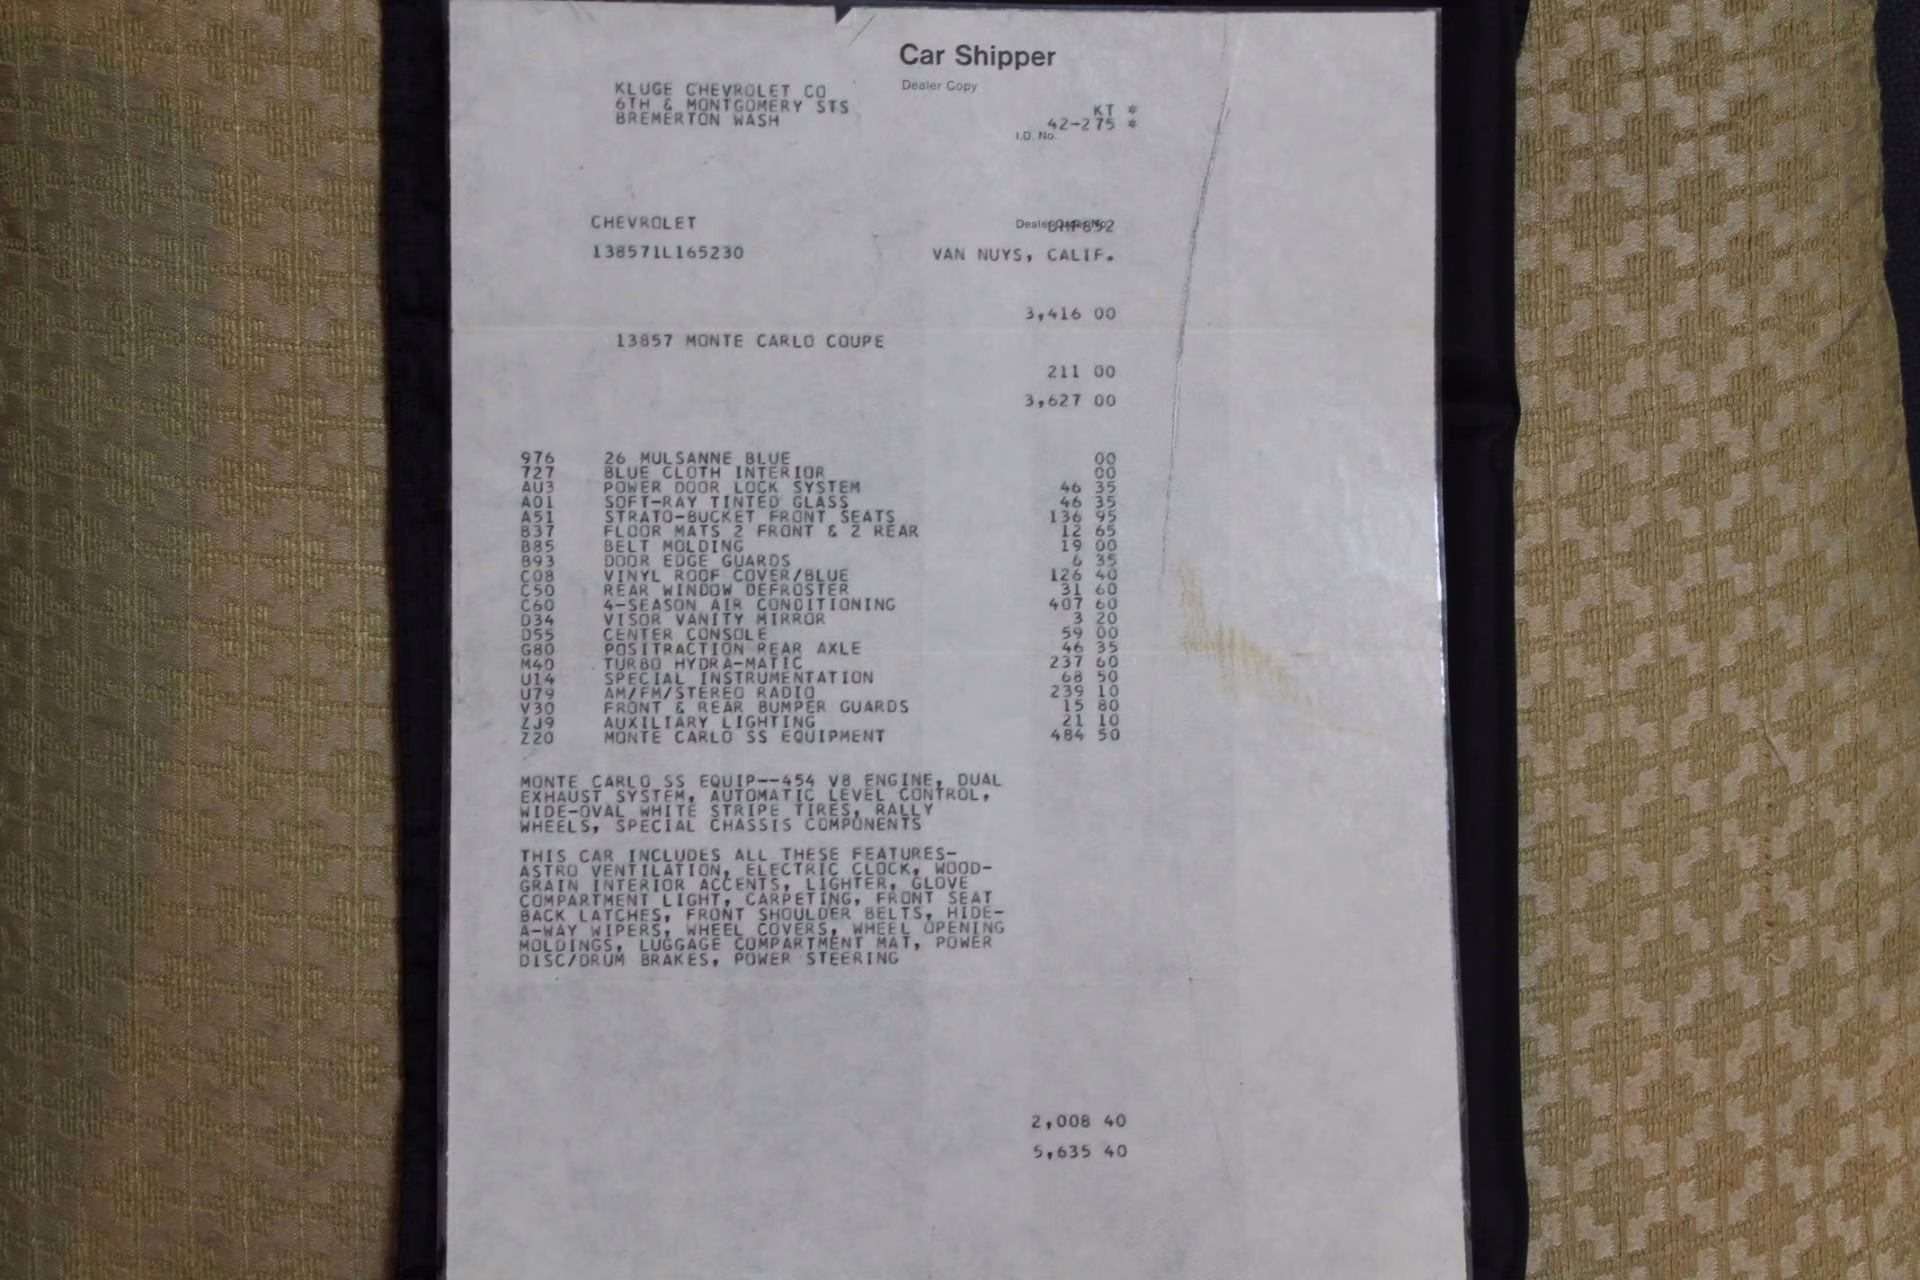 Car Shipper
Dealer Copy
KLUGE CHEVROLET CO
6TH & MONTGOMERY STS
BREMERTON WASH
KT *
42-275 *
I.D. No.
CHEVROLET
138571L165230 VAN NUYS, CALIF.
3,416 00
13857 MONTE CARLO COUPE
211 00
3,627 00
976 26 MULSANNE BLUE 00
727 BLUE CLOTH INTERIOR 00
AU3 POWER DOOR LOCK SYSTEM 46 35
A01 SOFT-RAY TINTED GLASS 46 35
A51 STRATO-BUCKET FRONT SEATS 136 95
B37 FLOOR MATS 2 FRONT & 2 REAR 12 65
B85 BELT MOLDING 19 00
B93 DOOR EDGE GUARDS 6 35
C08 VINYL ROOF COVER/BLUE 126 40
C50 REAR WINDOW DEFROSTER 31 60
C60 4-SEASON AIR CONDITIONING 407 60
D34 VISOR VANITY MIRROR 3 20
D55 CENTER CONSOLE 59 00
G80 POSITRACTION REAR AXLE 46 35
M40 TURBO HYDRA-MATIC 237 60
U14 SPECIAL INSTRUMENTATION 68 50
U79 AM/FM/STEREO RADIO 239 10
V30 FRONT & REAR BUMPER GUARDS 15 80
ZJ9 AUXILIARY LIGHTING 21 10
Z20 MONTE CARLO SS EQUIPMENT 484 50
MONTE CARLO SS EQUIP--454 V8 ENGINE, DUAL
EXHAUST SYSTEM, AUTOMATIC LEVEL CONTROL,
WIDE-OVAL WHITE STRIPE TIRES, RALLY
WHEELS, SPECIAL CHASSIS COMPONENTS
THIS CAR INCLUDES ALL THESE FEATURES-
ASTRO VENTILATION, ELECTRIC CLOCK, WOOD-
GRAIN INTERIOR ACCENTS, LIGHTER, GLOVE
COMPARTMENT LIGHT, CARPETING, FRONT SEAT
BACK LATCHES, FRONT SHOULDER BELTS, HIDE-
A-WAY WIPERS, WHEEL COVERS, WHEEL OPENING
MOLDINGS, LUGGAGE COMPARTMENT MAT, POWER
DISC/DRUM BRAKES, POWER STEERING
2,008 40
5,635 40